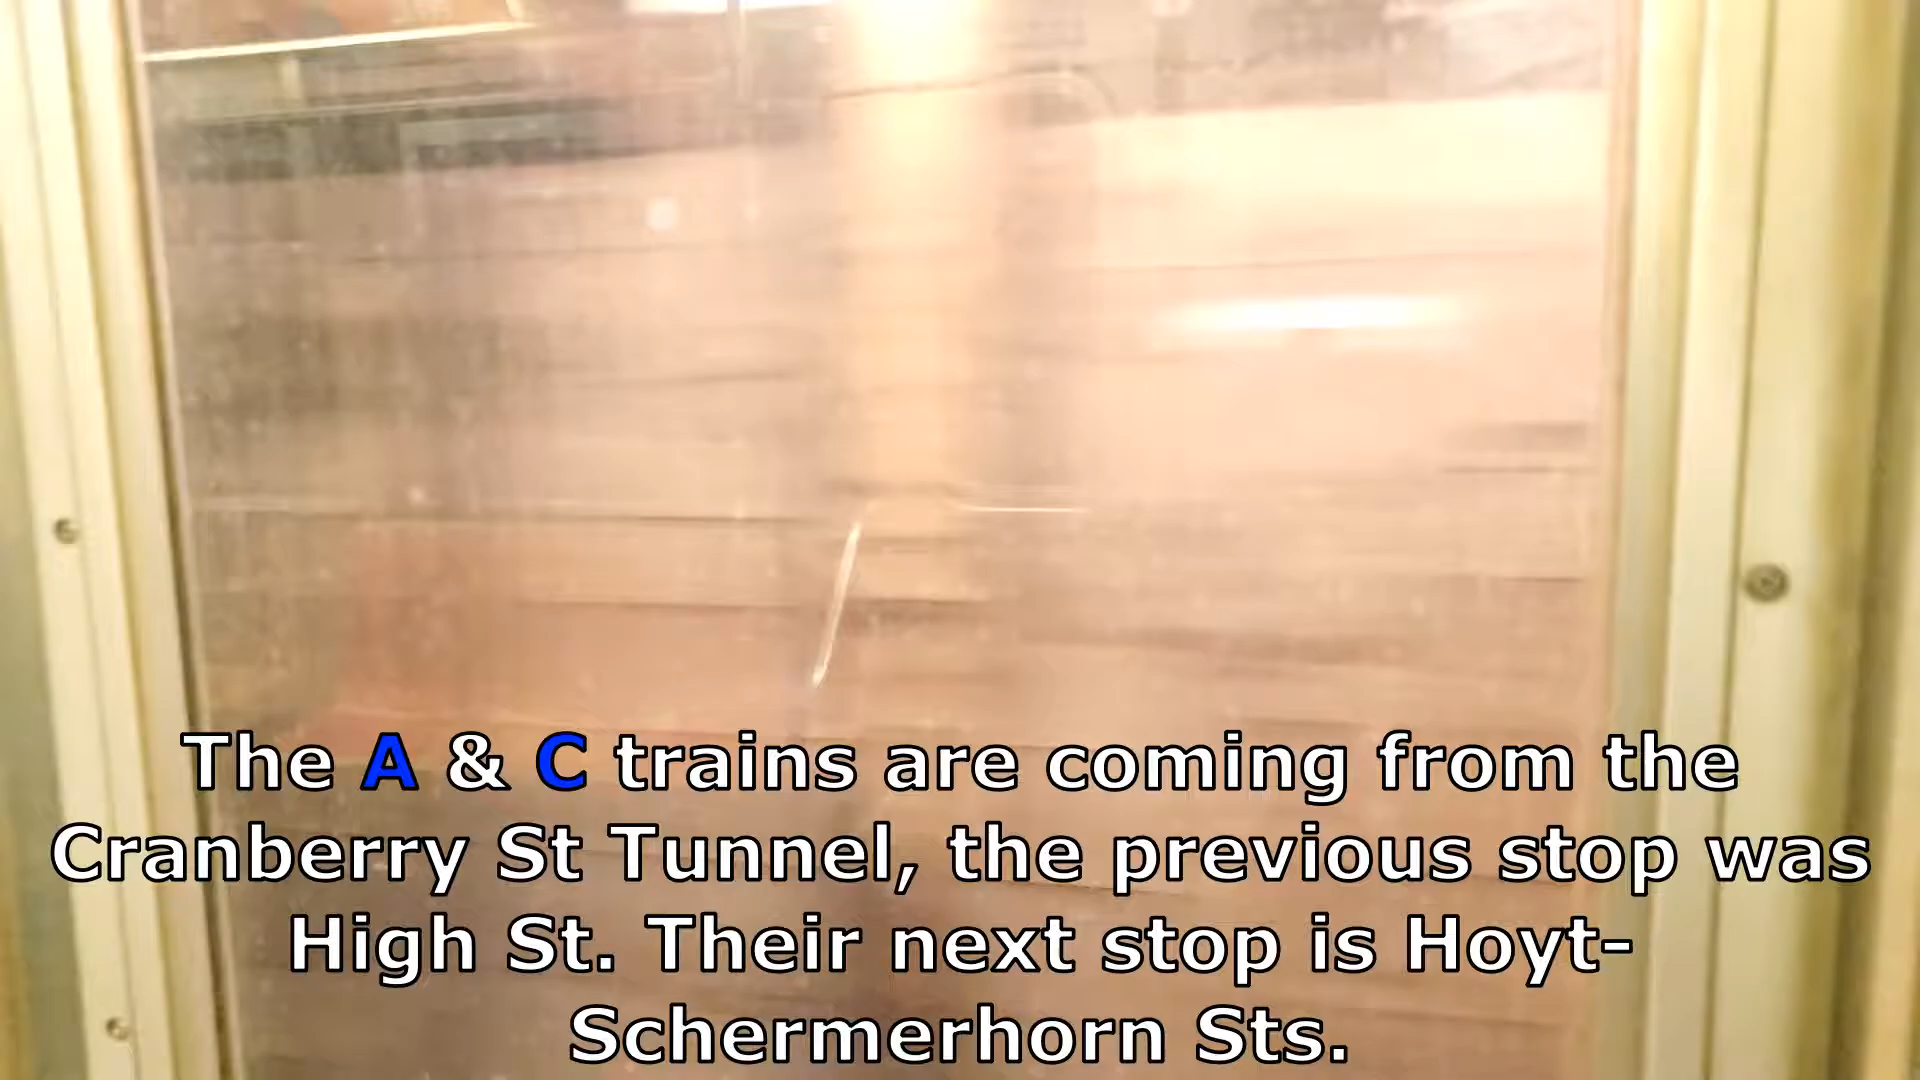 The A & C trains are coming from the
Cranberry St Tunnel, the previous stop was
High St. Their next stop is Hoyt-
Schermerhorn Sts.